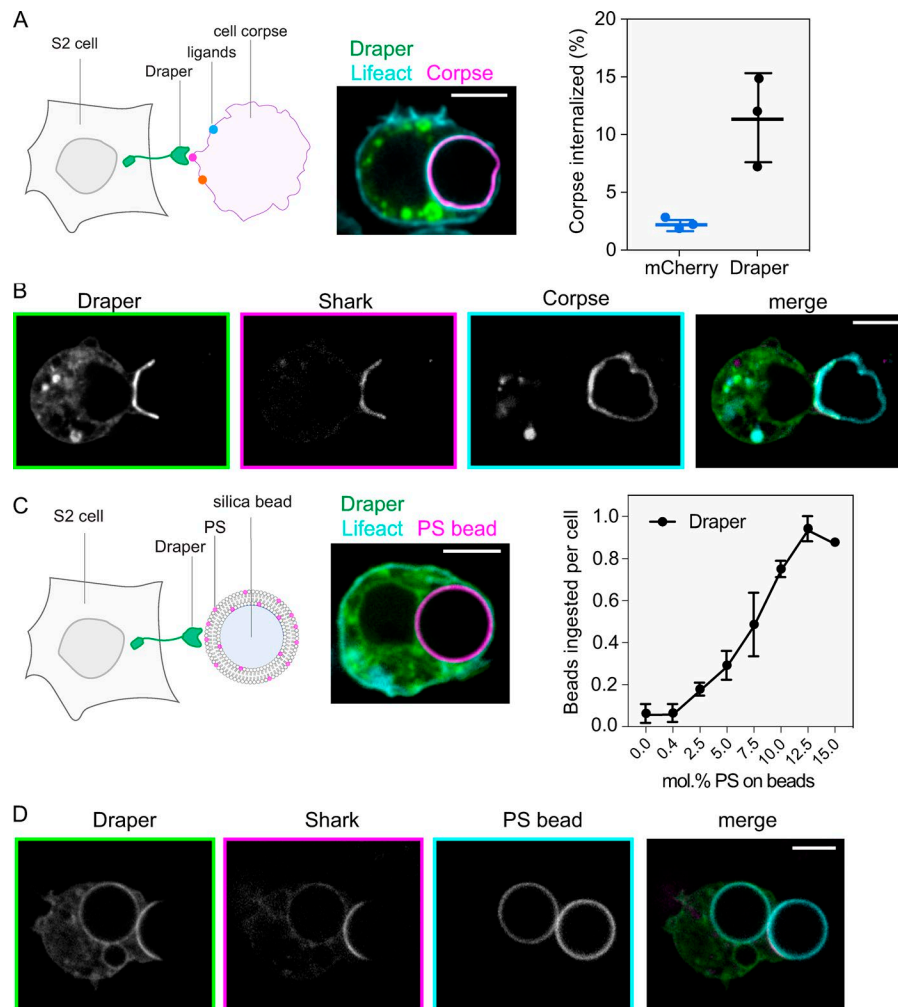 A
S2 cell
Draper
ligands
cell corpse
Draper
Lifeact Corpse
Corpse internalized (%)
20
15
10
5
0
mCherry Draper
B
Draper Shark Corpse merge
C
S2 cell
Draper
PS
silica bead
Draper
Lifeact PS bead
Beads ingested per cell
1.0
0.8
0.6
0.4
0.2
0.0
Draper
0.0 0.4 2.5 5.0 7.5 10.0 12.5 15.0
mol.% PS on beads
D
Draper Shark PS bead merge